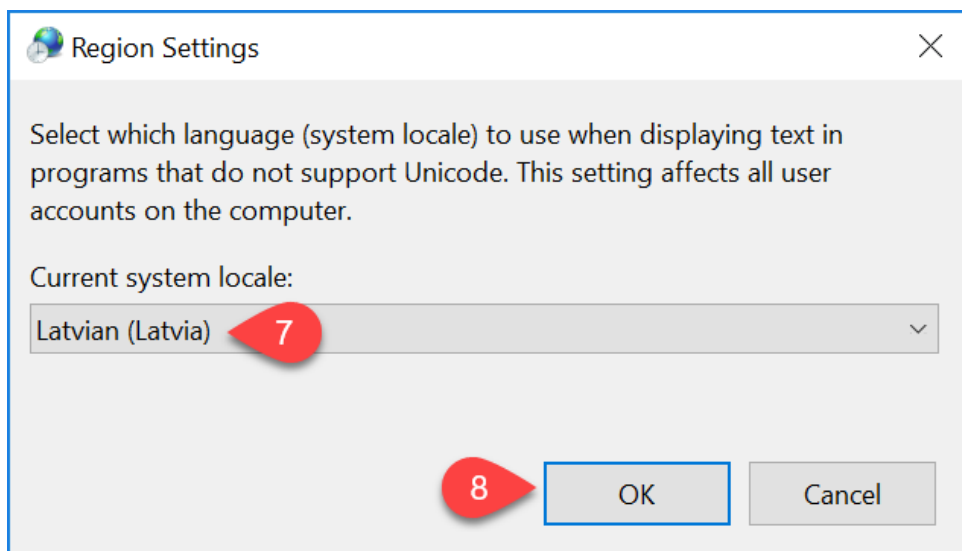 Region Settings
Select which language (system locale) to use when displaying text in
programs that do not support Unicode. This setting affects all user
accounts on the computer.
Current system locale:
Latvian (Latvia) 7
8 OK Cancel